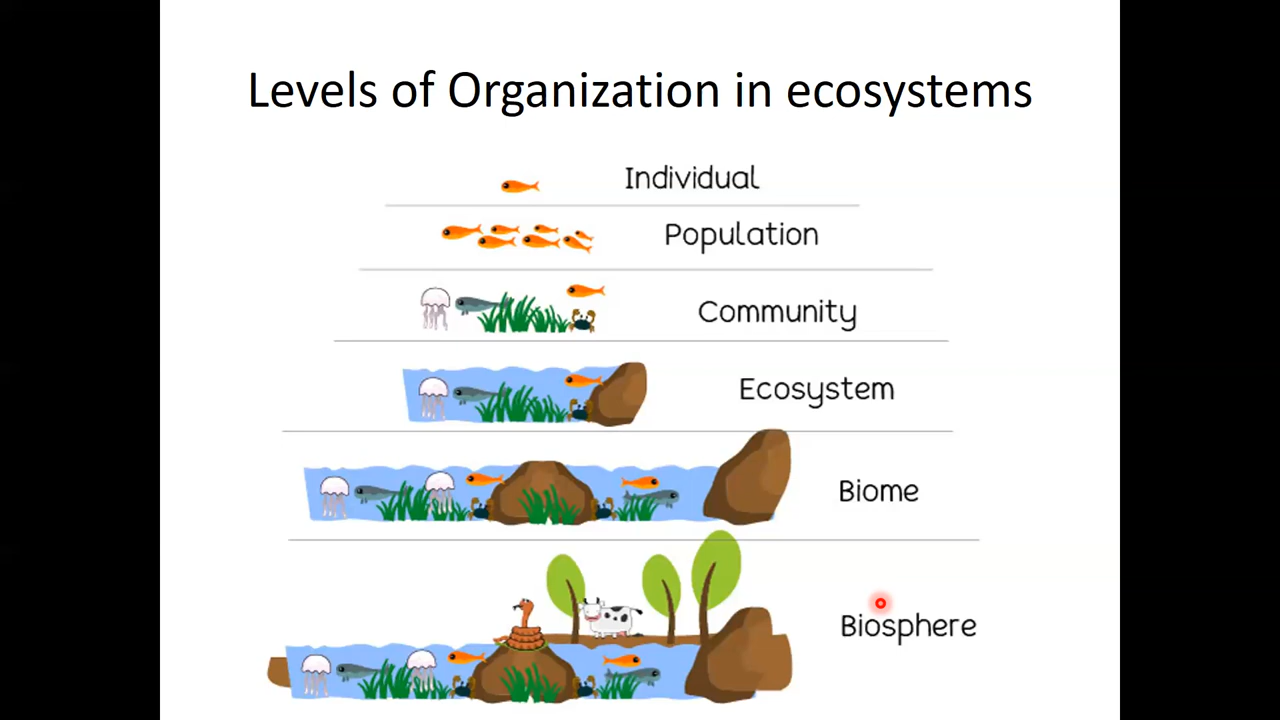 Levels of Organization in ecosystems
Individual
Population
Community
Ecosystem
Biome
Biosphere